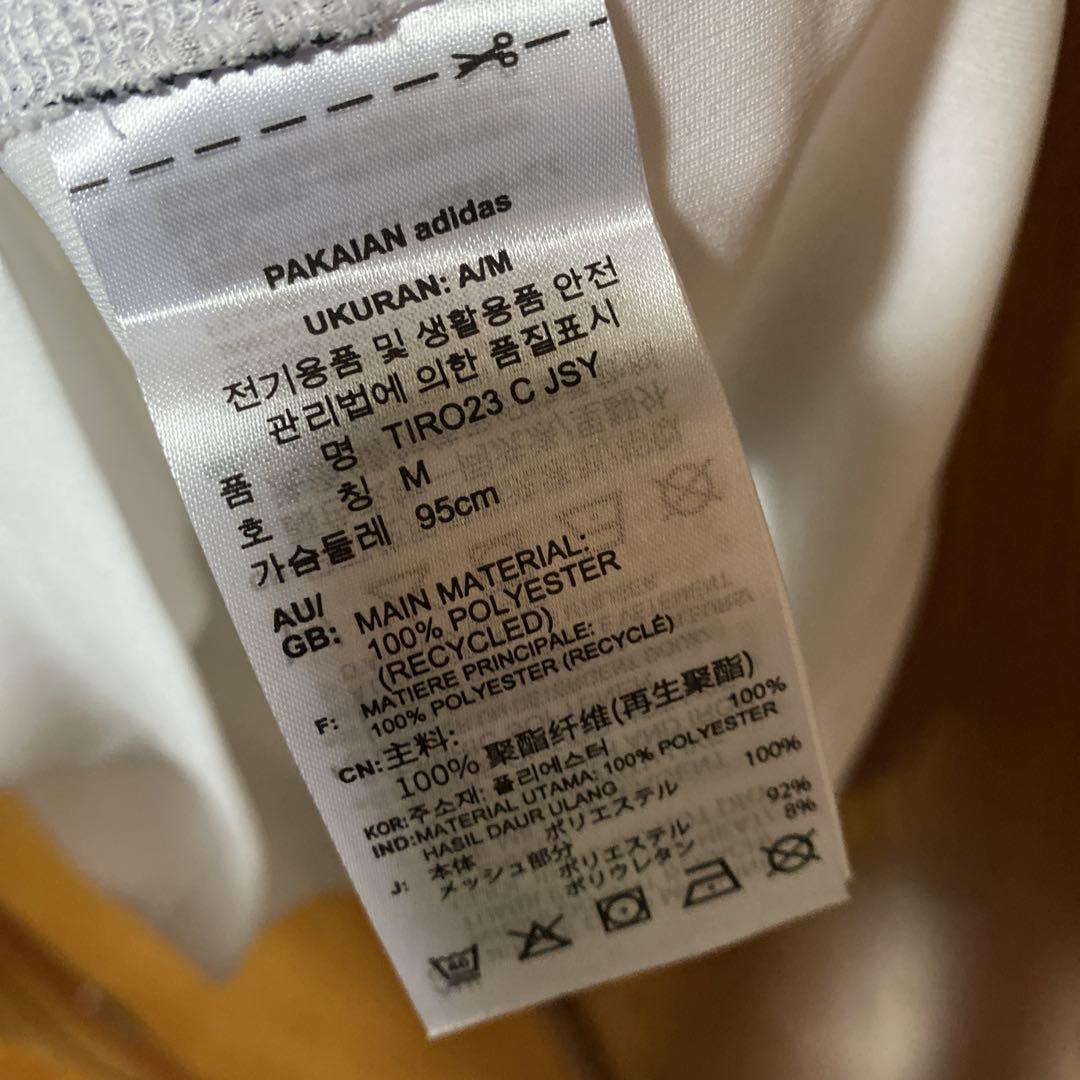 PAKAIAN adidas
UKURAN: A/M
전기용품 및 생활용품 안전
관리법에 의한 품질표시
품 명 TIRO23 C JSY
호 칭 M
가슴둘레 95cm
AU/
GB: MAIN MATERIAL:
100% POLYESTER
(RECYCLED)
F: MATIERE PRINCIPALE:
100% POLYESTER (RECYCLÉ)
CN: 主料:
100% 聚酯纤维(再生聚酯)
KOR: 주소재: 폴리에스터 100%
IND: MATERIAL UTAMA: 100% POLYESTER
HASIL DAUR ULANG
J: 本体 ポリエステル 100%
メッシュ部分 ポリエステル 92%
ポリウレタン 8%